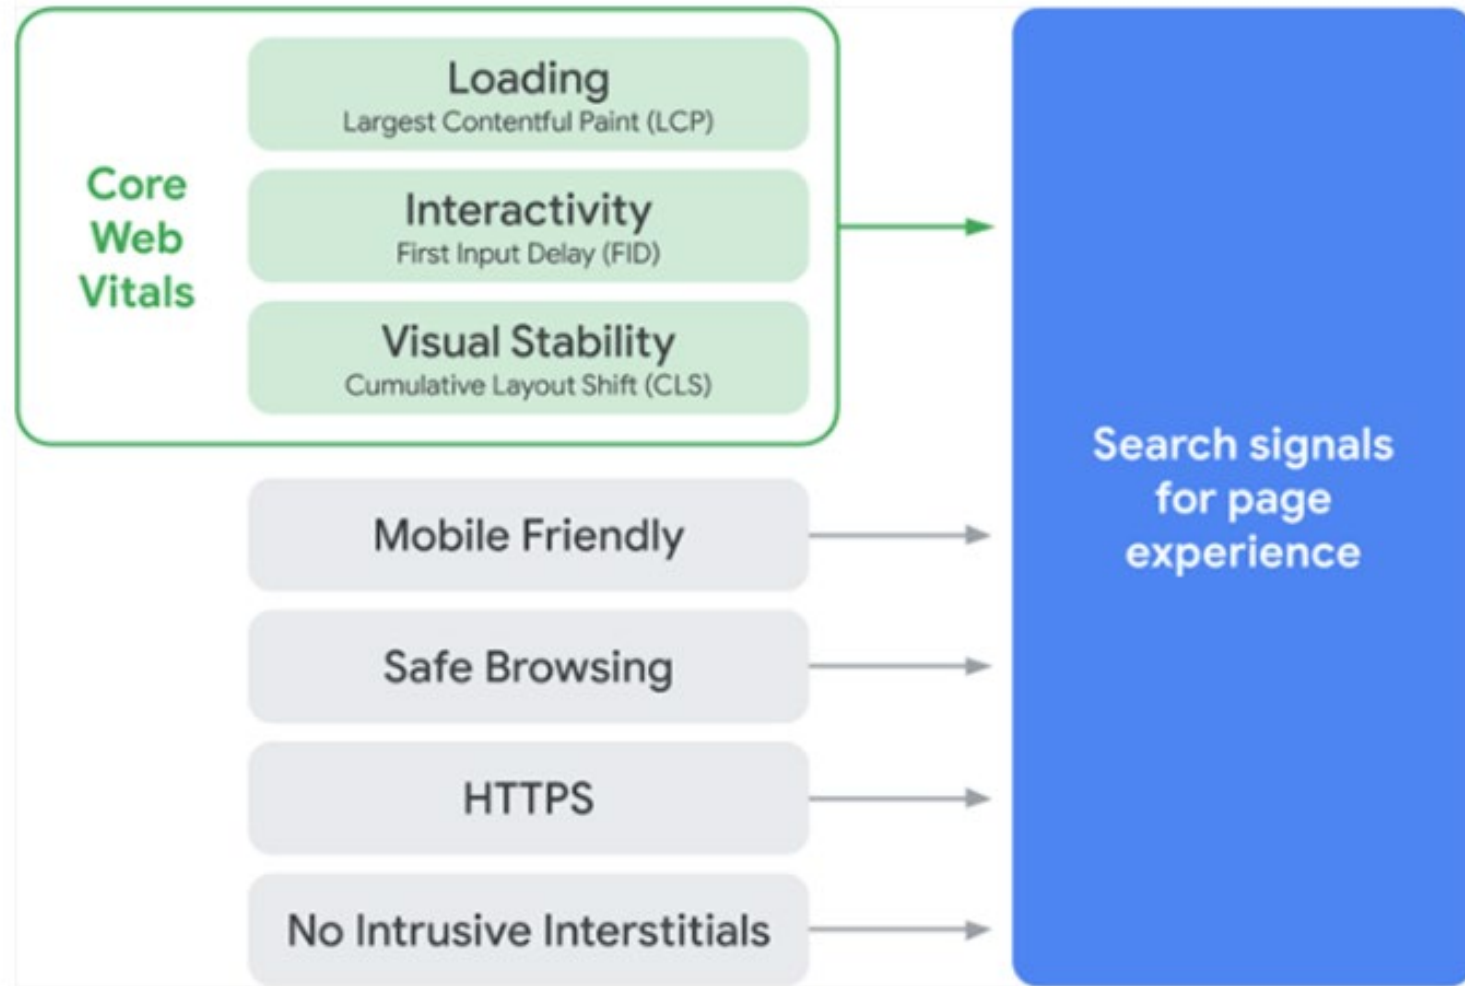 Core
Web
Vitals
Loading
Largest Contentful Paint (LCP)
Interactivity
First Input Delay (FID)
Visual Stability
Cumulative Layout Shift (CLS)
Mobile Friendly
Safe Browsing
HTTPS
No Intrusive Interstitials
Search signals
for page
experience